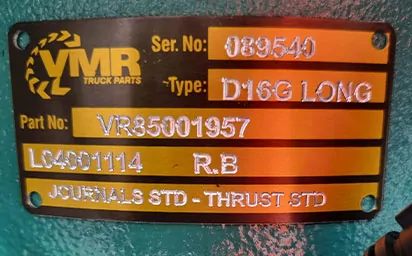 VMR
TRUCK PARTS
Ser. No: 089540
Type: D16G LONG
Part No: VR85001957
L04001114 R.B
JOURNALS STD - THRUST STD